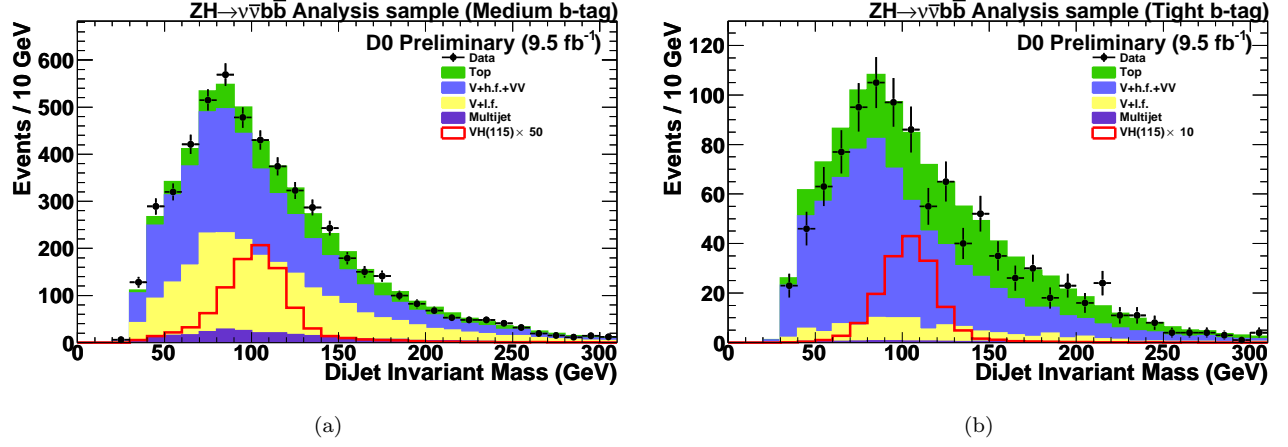 ZH→νν̄bb̄ Analysis sample (Medium b-tag)
D0 Preliminary (9.5 fb⁻¹)
Data
Top
V+h.f.+VV
V+l.f.
Multijet
VH(115)× 50
Events / 10 GeV
600
500
400
300
200
100
0
0 50 100 150 200 250 300
DiJet Invariant Mass (GeV)
(a)
ZH→νν̄bb̄ Analysis sample (Tight b-tag)
D0 Preliminary (9.5 fb⁻¹)
Data
Top
V+h.f.+VV
V+l.f.
Multijet
VH(115)× 10
Events / 10 GeV
120
100
80
60
40
20
0
0 50 100 150 200 250 300
DiJet Invariant Mass (GeV)
(b)